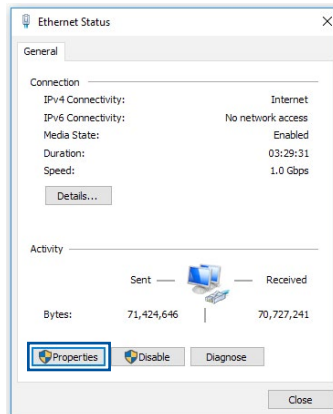 Ethernet Status
General
Connection
IPv4 Connectivity: Internet
IPv6 Connectivity: No network access
Media State: Enabled
Duration: 03:29:31
Speed: 1.0 Gbps
Details...
Activity
Sent Received
Bytes: 71,424,646 70,727,241
Properties Disable Diagnose
Close